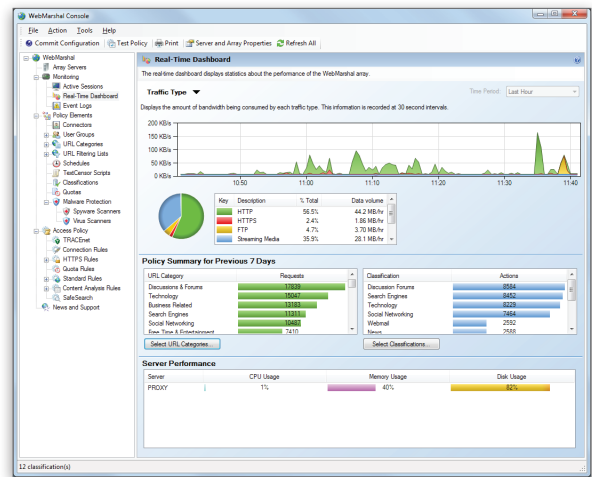 WebMarshal Console
File Action Tools Help
Commit Configuration Test Policy Print Server and Array Properties Refresh All
WebMarshal
Array Servers
Monitoring
Active Sessions
Real-Time Dashboard
Event Logs
Policy Elements
Connectors
User Groups
URL Categories
URL Filtering Lists
Schedules
TextCensor Scripts
Classifications
Quotas
Malware Protection
Spyware Scanners
Virus Scanners
Access Policy
TRACEnet
Connection Rules
HTTPS Rules
Quota Rules
Standard Rules
Content Analysis Rules
SafeSearch
News and Support
Real-Time Dashboard
The real-time dashboard displays statistics about the performance of the WebMarshal array.
Traffic Type Time Period: Last Hour
Displays the amount of bandwidth being consumed by each traffic type. This information is recorded at 30 second intervals.
200 KB/s
150 KB/s
100 KB/s
50 KB/s
0 KB/s
10:50 11:00 11:10 11:20 11:30 11:40
Key Description % Total Data volume
HTTP 56.5% 44.2 MB/hr
HTTPS 2.4% 1.86 MB/hr
FTP 4.7% 3.70 MB/hr
Streaming Media 35.9% 28.1 MB/hr
Policy Summary for Previous 7 Days
URL Category Requests
Discussions & Forums 17839
Technology 15047
Business Related 13183
Search Engines 11311
Social Networking 10487
Free Time & Entertainment 7410
Select URL Categories...
Classification Actions
Discussion Forums 8584
Search Engines 8452
Technology 8229
Social Networking 7464
Webmail 2592
News 2588
Select Classifications...
Server Performance
Server CPU Usage Memory Usage Disk Usage
PROXY 1% 40% 82%
12 classification(s)